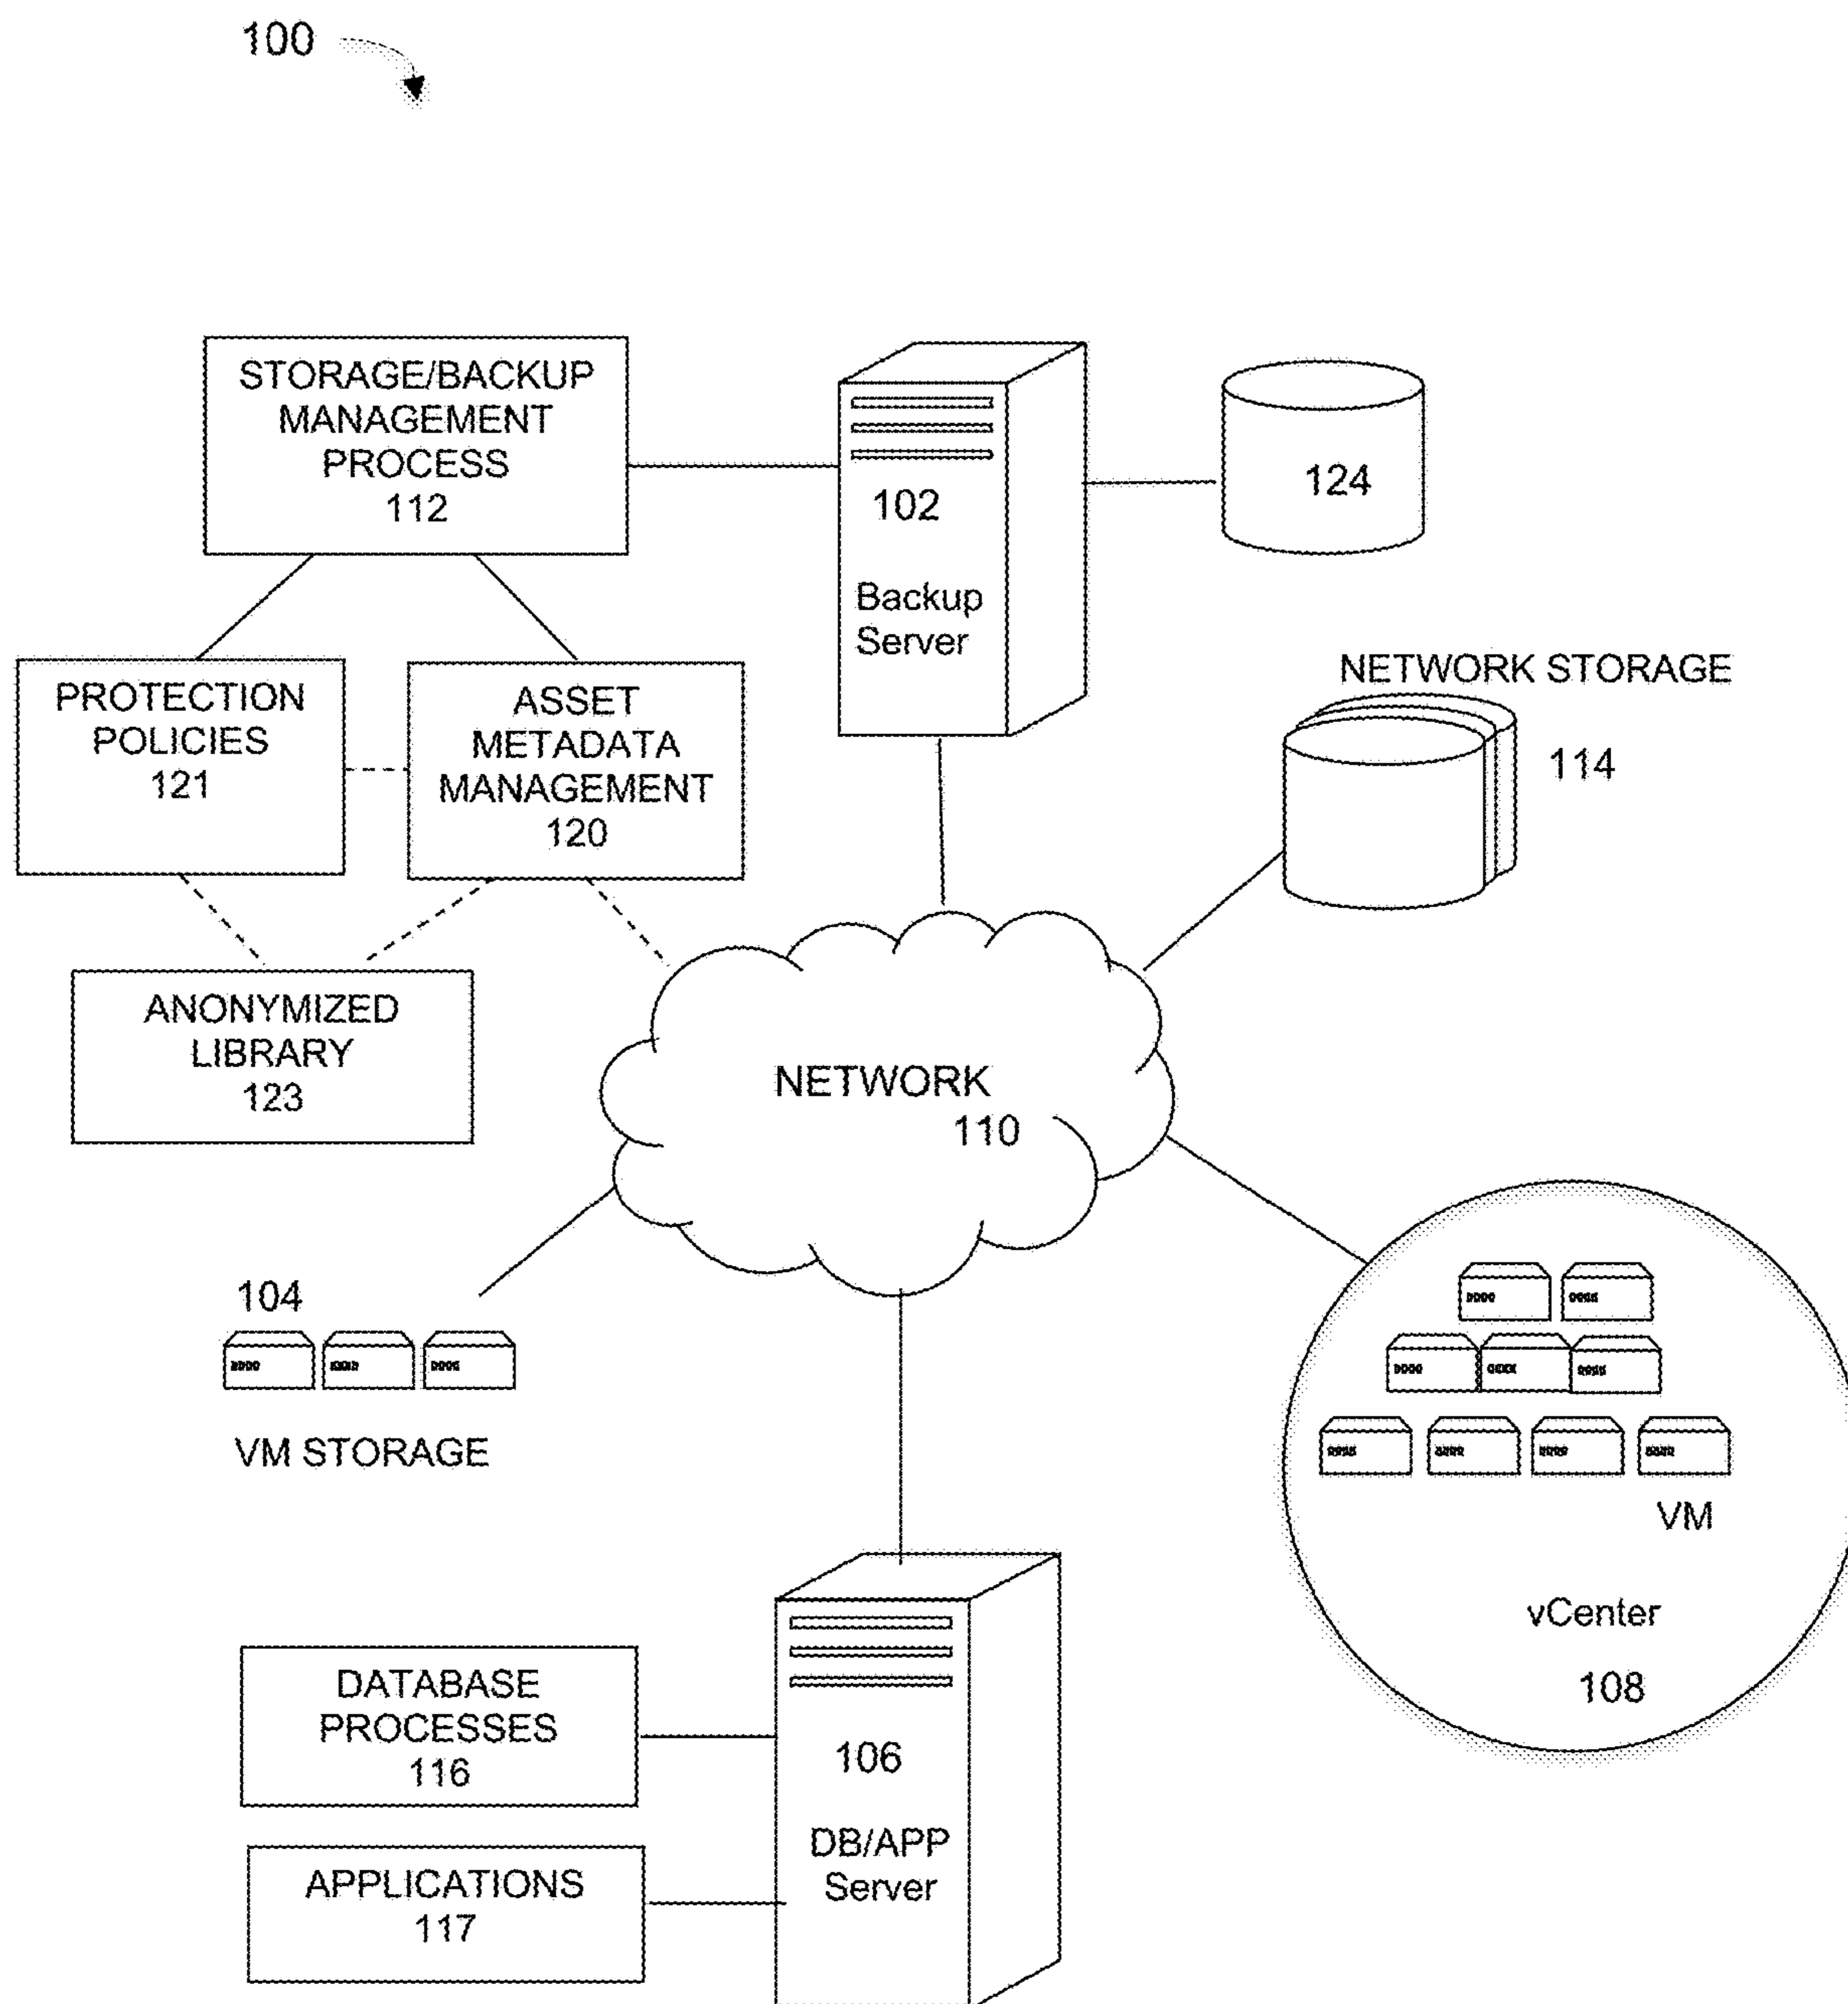 100
STORAGE/BACKUP
MANAGEMENT
PROCESS
112
102
Backup
Server
124
PROTECTION
POLICIES
121
ASSET
METADATA
MANAGEMENT
120
NETWORK STORAGE
114
ANONYMIZED
LIBRARY
123
NETWORK
110
104
VM STORAGE
VM
vCenter
108
DATABASE
PROCESSES
116
106
DB/APP
Server
APPLICATIONS
117